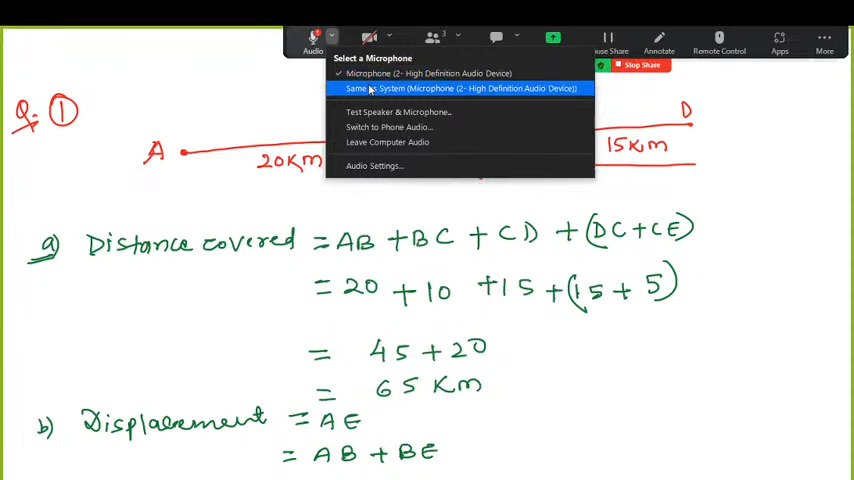 Audio
3
Pause Share
Annotate
Remote Control
Apps
More
Select a Microphone
Stop Share
✓ Microphone (2- High Definition Audio Device)
Same as System (Microphone (2- High Definition Audio Device))
Test Speaker & Microphone..
Switch to Phone Audio...
Leave Computer Audio
Audio Settings...
Q. 1
A 20Km 15Km D
a) Distance covered = AB + BC + CD + (DC + CE)
= 20 + 10 + 15 + (15 + 5)
= 45 + 20
= 65 Km
b) Displacement = AE
= AB + BE